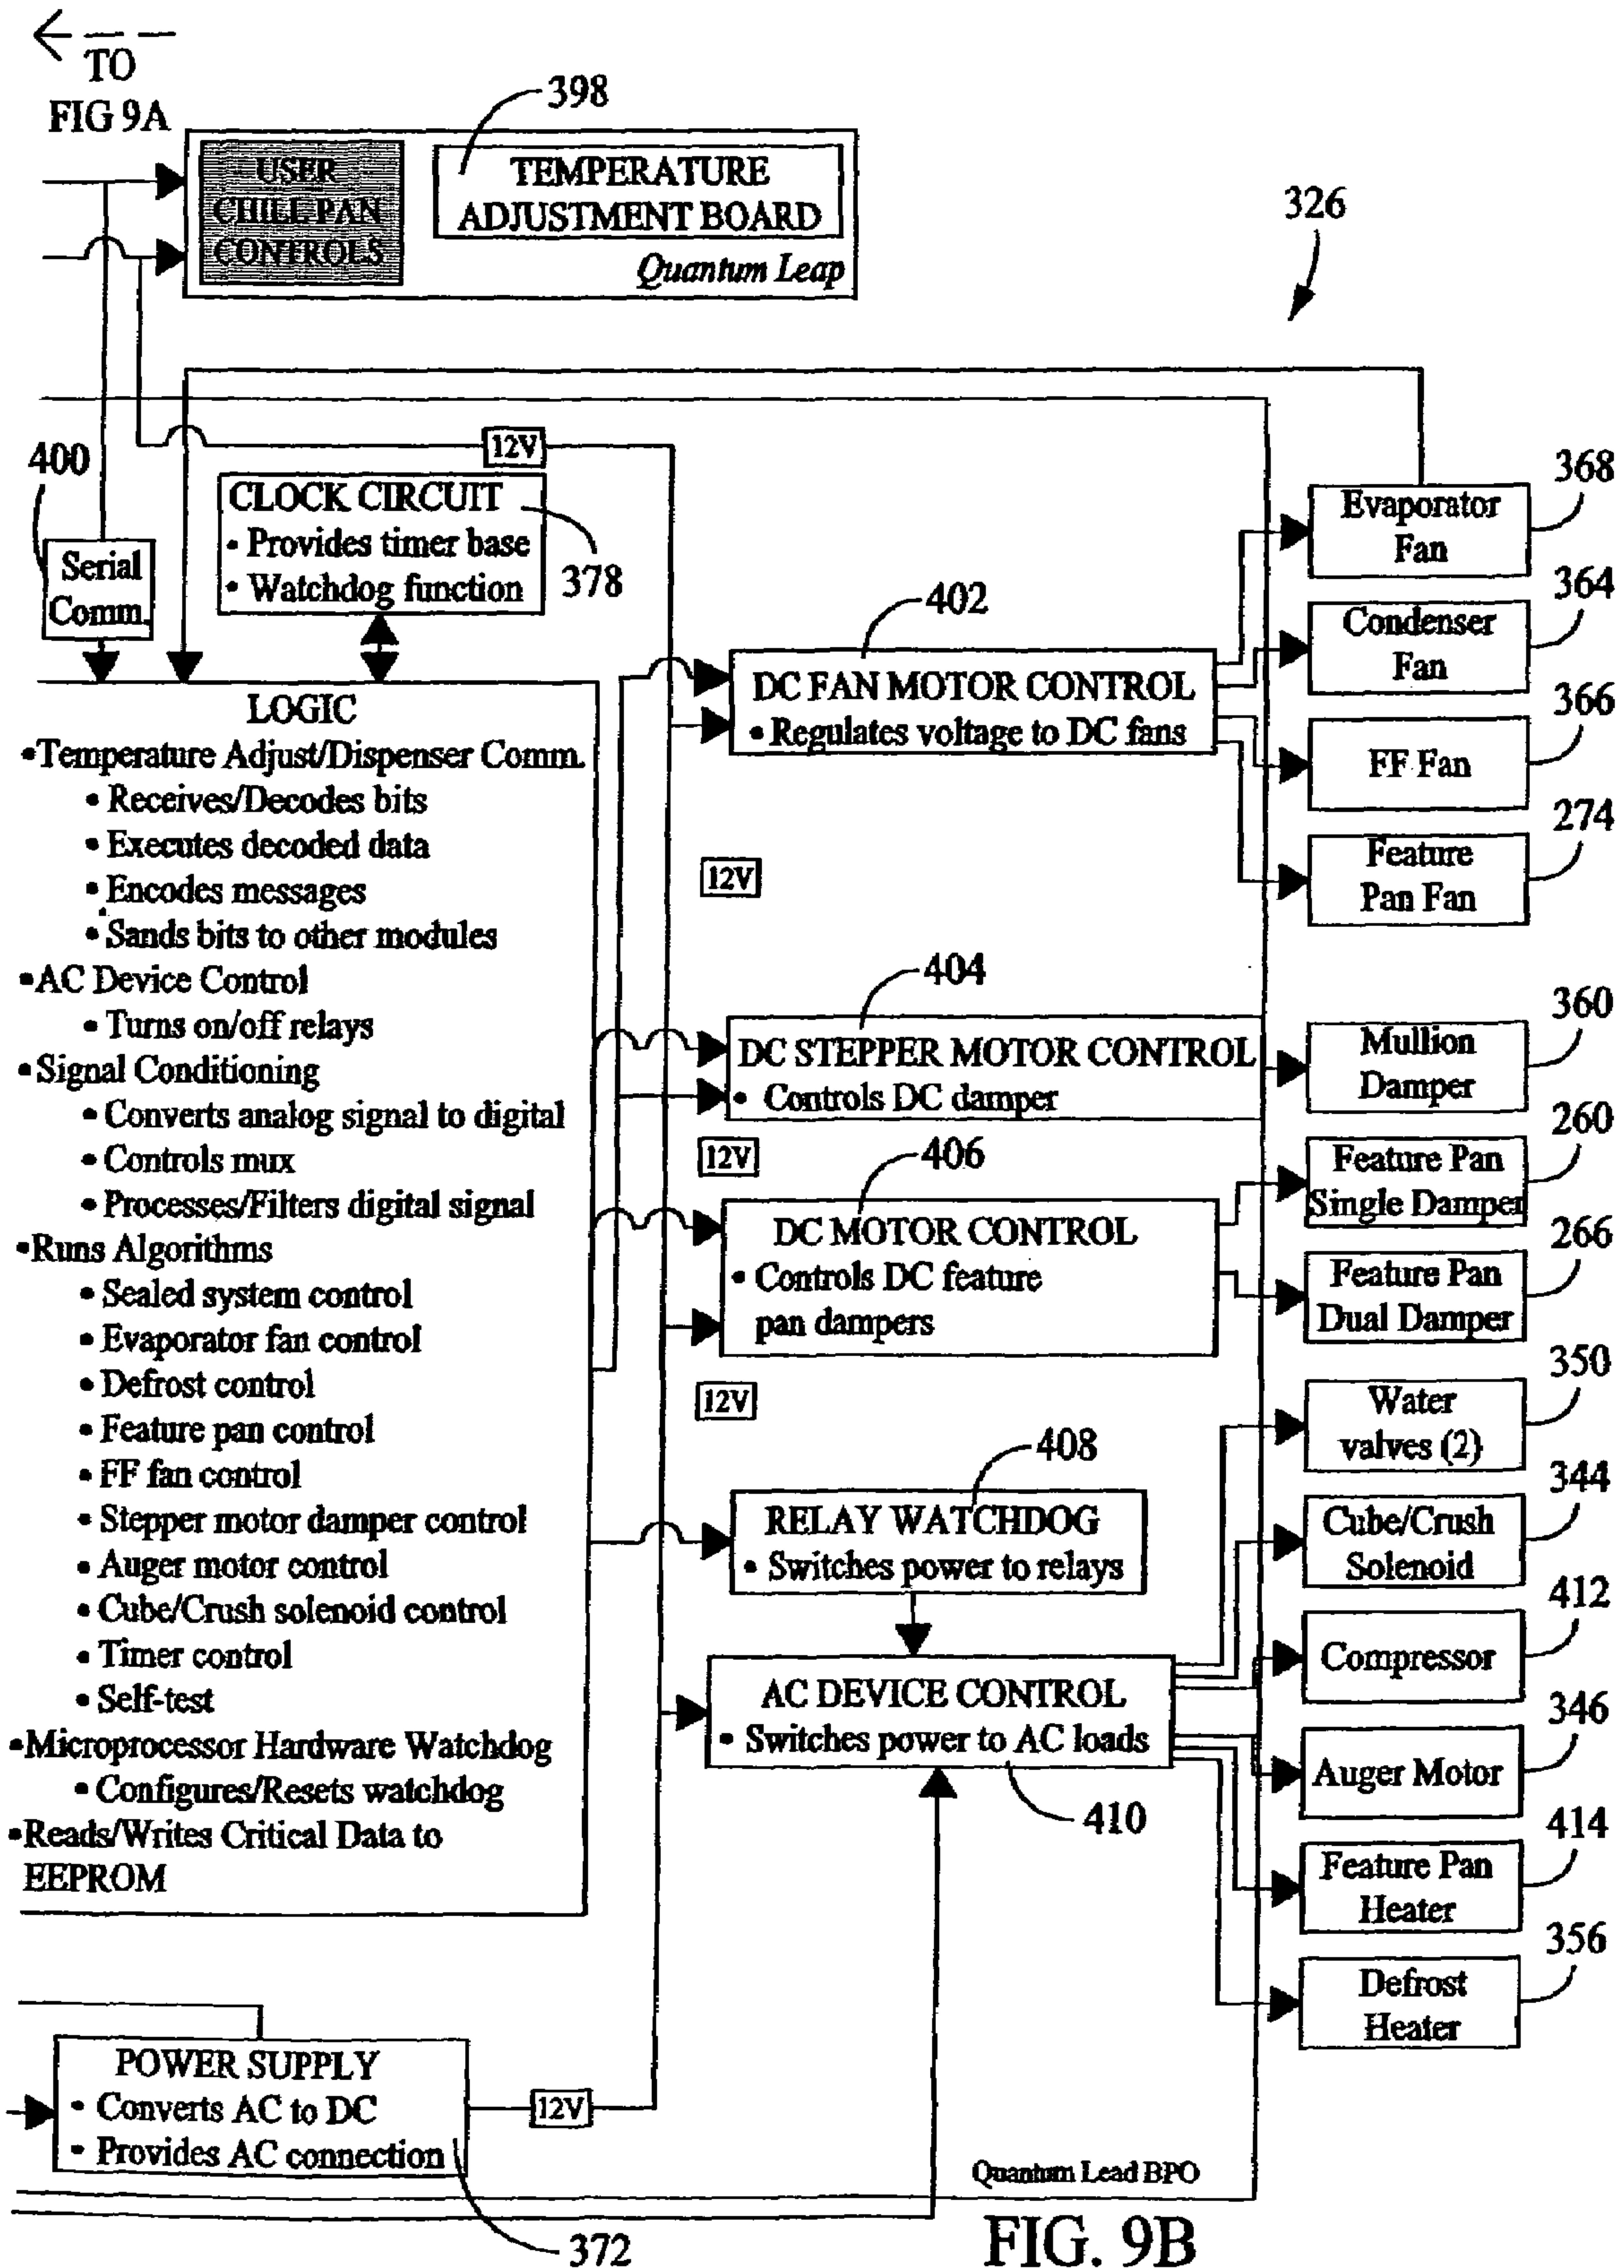 TO
FIG 9A
398
USER
CHILL PAN
CONTROLS
TEMPERATURE
ADJUSTMENT BOARD
Quantum Leap
326
400
12V
Serial
Comm.
CLOCK CIRCUIT
• Provides timer base
• Watchdog function
378
402
DC FAN MOTOR CONTROL
• Regulates voltage to DC fans
Evaporator
Fan
368
Condenser
Fan
364
FF Fan
366
Feature
Pan Fan
274
LOGIC
•Temperature Adjust/Dispenser Comm.
• Receives/Decodes bits
• Executes decoded data
• Encodes messages
• Sands bits to other modules
•AC Device Control
• Turns on/off relays
•Signal Conditioning
• Converts analog signal to digital
• Controls mux
• Processes/Filters digital signal
•Runs Algorithms
• Sealed system control
• Evaporator fan control
• Defrost control
• Feature pan control
• FF fan control
• Stepper motor damper control
• Auger motor control
• Cube/Crush solenoid control
• Timer control
• Self-test
•Microprocessor Hardware Watchdog
• Configures/Resets watchdog
•Reads/Writes Critical Data to
EEPROM
12V
404
DC STEPPER MOTOR CONTROL
• Controls DC damper
Mullion
Damper
360
12V
406
DC MOTOR CONTROL
• Controls DC feature
pan dampers
Feature Pan
Single Damper
260
Feature Pan
Dual Damper
266
12V
408
RELAY WATCHDOG
• Switches power to relays
AC DEVICE CONTROL
• Switches power to AC loads
410
Water
valves (2)
350
Cube/Crush
Solenoid
344
Compressor
412
Auger Motor
346
Feature Pan
Heater
414
Defrost
Heater
356
POWER SUPPLY
• Converts AC to DC
• Provides AC connection
12V
372
Quantum Lead BPO
FIG. 9B